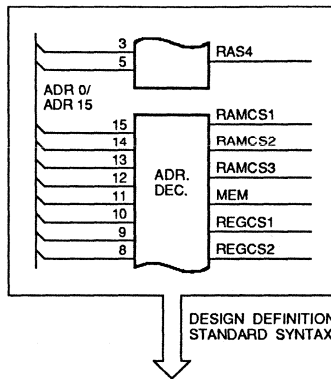 3
5
RAS4
ADR 0/
ADR 15
RAMCS1
15
RAMCS2
14
13
ADR.
DEC.
RAMCS3
12
MEM
11
10
REGCS1
9
REGCS2
8
DESIGN DEFINITION
STANDARD SYNTAX